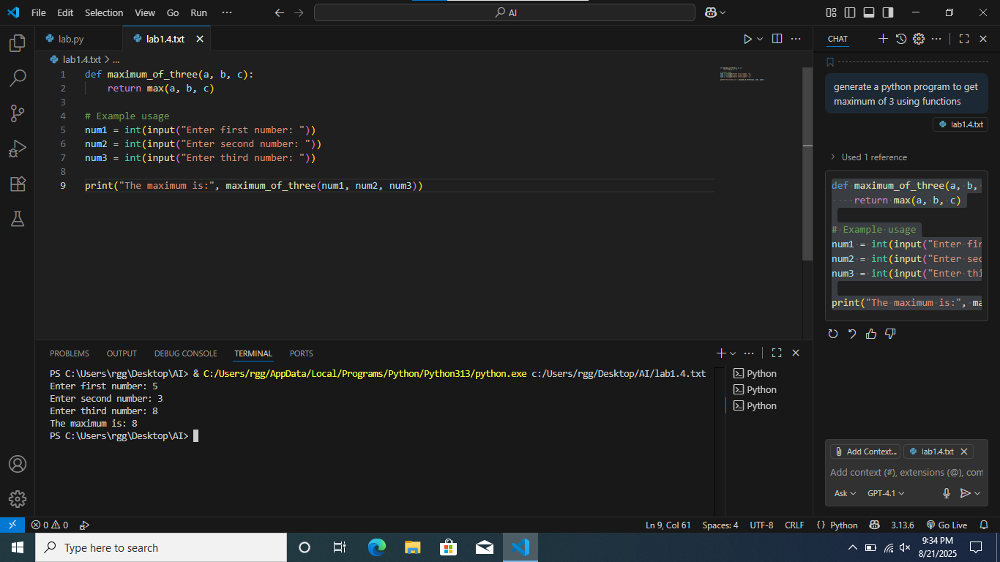 File Edit Selection View Go Run ···
AI
lab.py
lab1.4.txt
lab1.4.txt > ...
1 def maximum_of_three(a, b, c):
2 return max(a, b, c)
3
4 # Example usage
5 num1 = int(input("Enter first number: "))
6 num2 = int(input("Enter second number: "))
7 num3 = int(input("Enter third number: "))
8
9 print("The maximum is:", maximum_of_three(num1, num2, num3))
CHAT
generate a python program to get
maximum of 3 using functions
lab1.4.txt
> Used 1 reference
def maximum_of_three(a, b,
return max(a, b, c)
# Example usage
num1 = int(input("Enter fir
num2 = int(input("Enter sec
num3 = int(input("Enter thi
print("The maximum is:", ma
PROBLEMS OUTPUT DEBUG CONSOLE TERMINAL PORTS
PS C:\Users\rgg\Desktop\AI> & C:/Users/rgg/AppData/Local/Programs/Python/Python313/python.exe c:/Users/rgg/Desktop/AI/lab1.4.txt
Enter first number: 5
Enter second number: 3
Enter third number: 8
The maximum is: 8
PS C:\Users\rgg\Desktop\AI>
Python
Python
Python
Add Context... lab1.4.txt
Add context (#), extensions (@), com
Ask GPT-4.1
0 0
Ln 9, Col 61 Spaces: 4 UTF-8 CRLF {} Python 3.13.6 Go Live
Type here to search
9:34 PM
8/21/2025